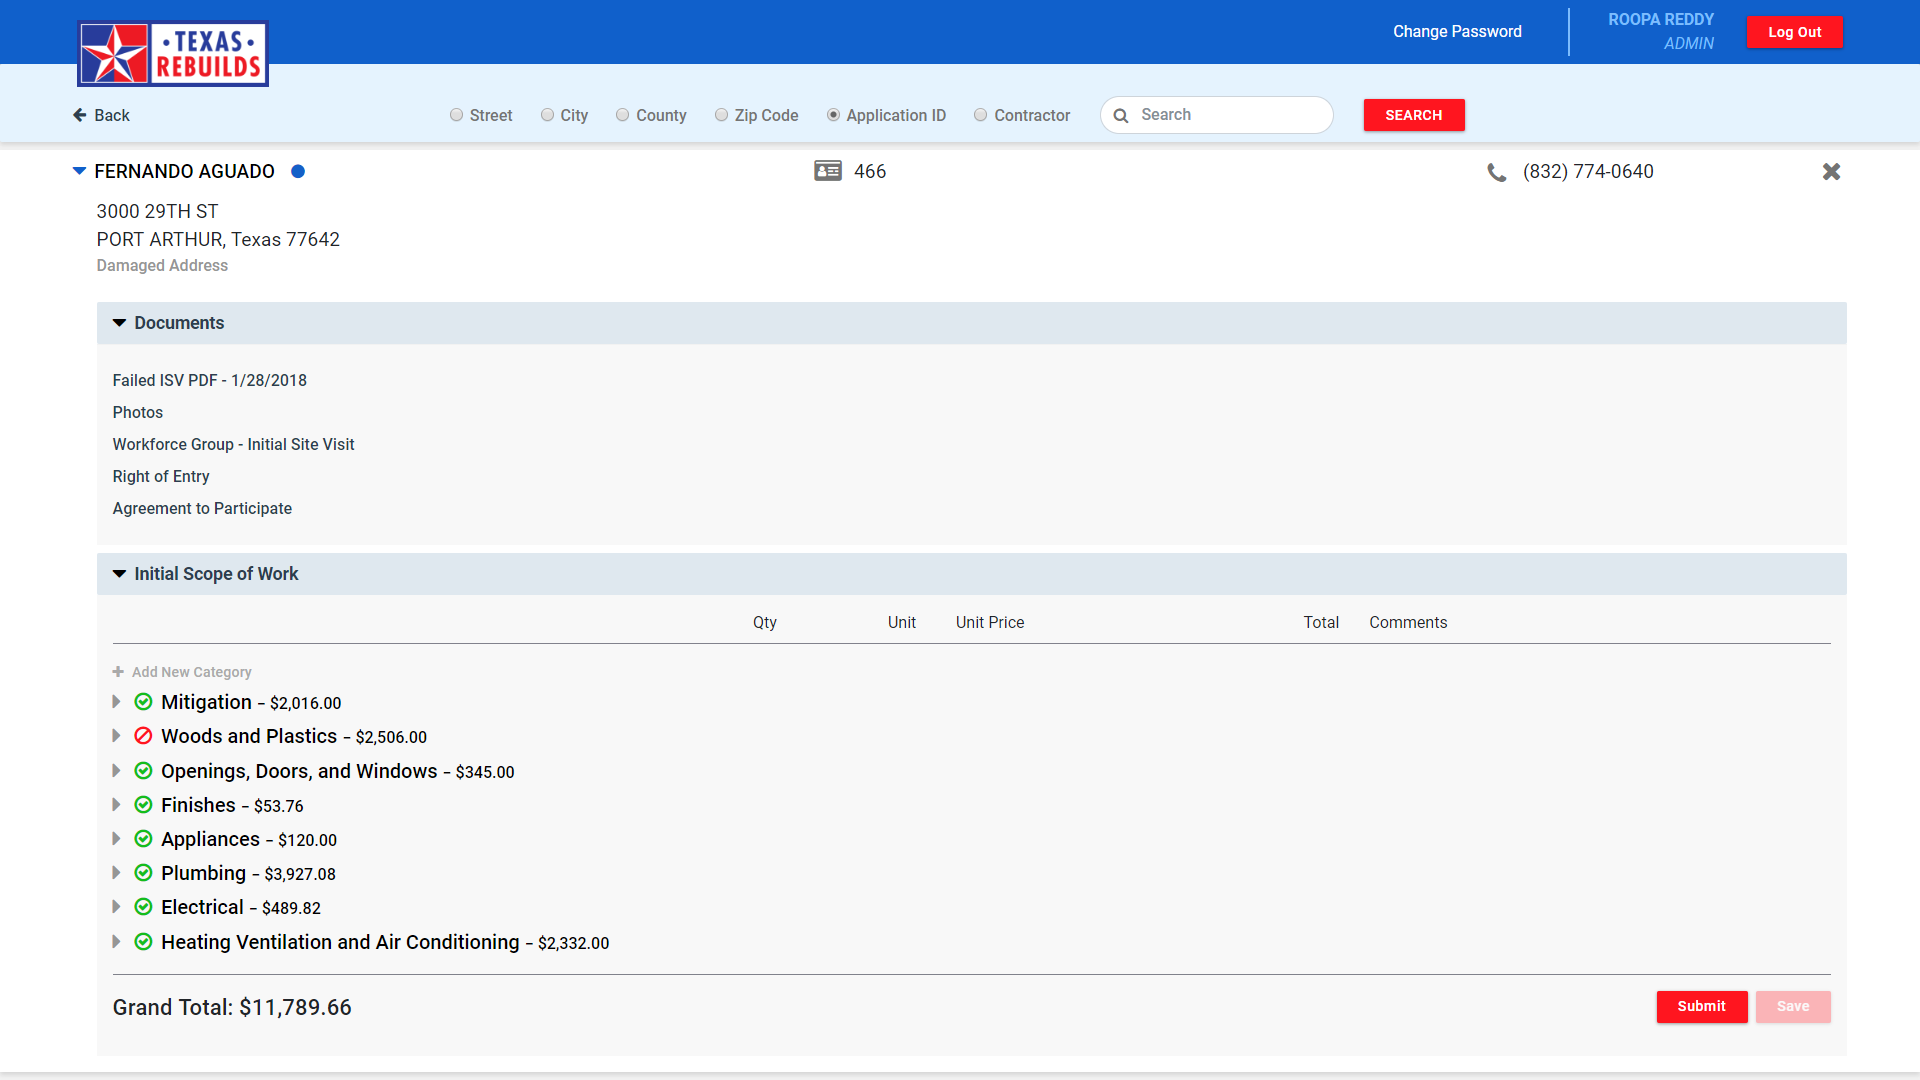 TEXAS
REBUILDS
Change Password
ROOPA REDDY
ADMIN
Log Out
Back
Street
City
County
Zip Code
Application ID
Contractor
Search
SEARCH
FERNANDO AGUADO
466
(832) 774-0640
3000 29TH ST
PORT ARTHUR, Texas 77642
Damaged Address
Documents
Failed ISV PDF - 1/28/2018
Photos
Workforce Group - Initial Site Visit
Right of Entry
Agreement to Participate
Initial Scope of Work
Qty Unit Unit Price Total Comments
Add New Category
Mitigation – $2,016.00
Woods and Plastics – $2,506.00
Openings, Doors, and Windows – $345.00
Finishes – $53.76
Appliances – $120.00
Plumbing – $3,927.08
Electrical – $489.82
Heating Ventilation and Air Conditioning – $2,332.00
Grand Total: $11,789.66
Submit
Save